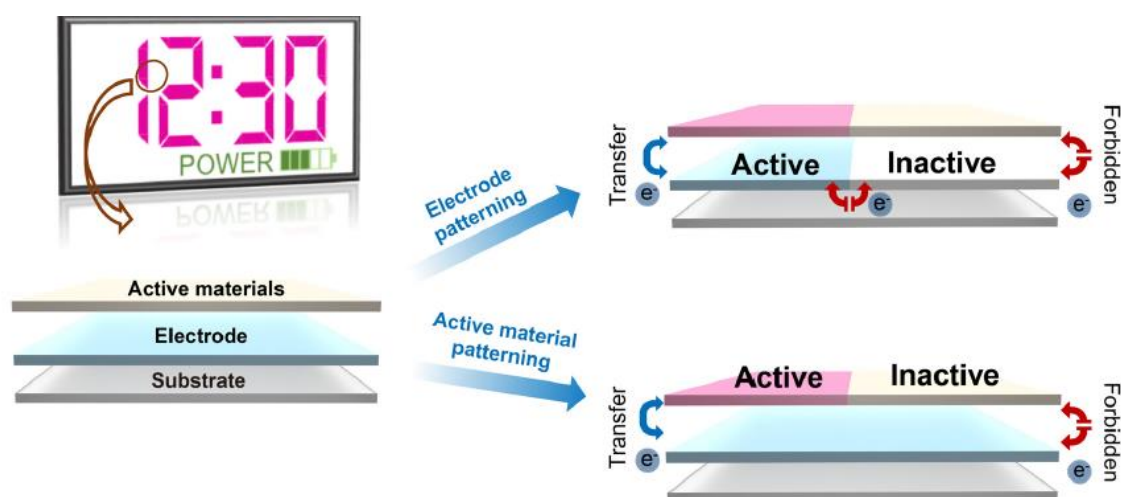 12:30
POWER
POWER
Active materials
Electrode
Substrate
Electrode
patterning
Active material
patterning
Transfer
Active
Inactive
Forbidden
e-
e-
e-
Transfer
Active
Inactive
Forbidden
e-
e-